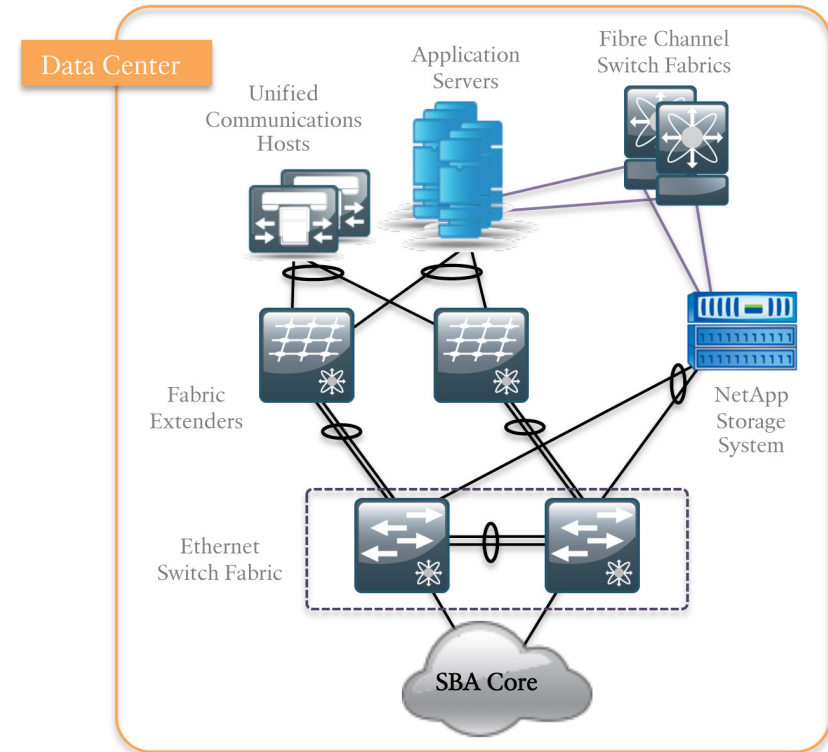 Data Center
Unified
Communications
Hosts
Application
Servers
Fibre Channel
Switch Fabrics
Fabric
Extenders
NetApp
Storage
System
Ethernet
Switch Fabric
SBA Core